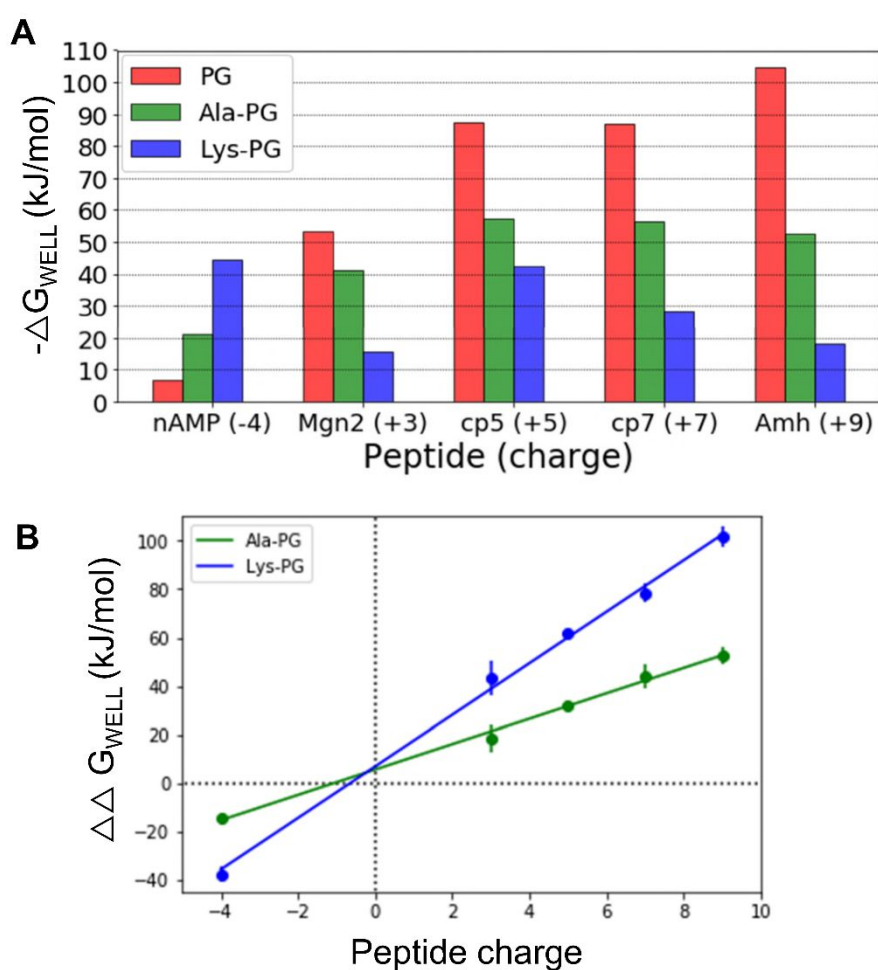 A
110
100
90
80
70
60
50
40
30
20
10
0
-△G_WELL (kJ/mol)
PG
Ala-PG
Lys-PG
nAMP (-4) Mgn2 (+3) cp5 (+5) cp7 (+7) Amh (+9)
Peptide (charge)
B
100
80
60
40
20
0
−20
−40
△△ G_WELL (kJ/mol)
Ala-PG
Lys-PG
−4 −2 0 2 4 6 8 10
Peptide charge